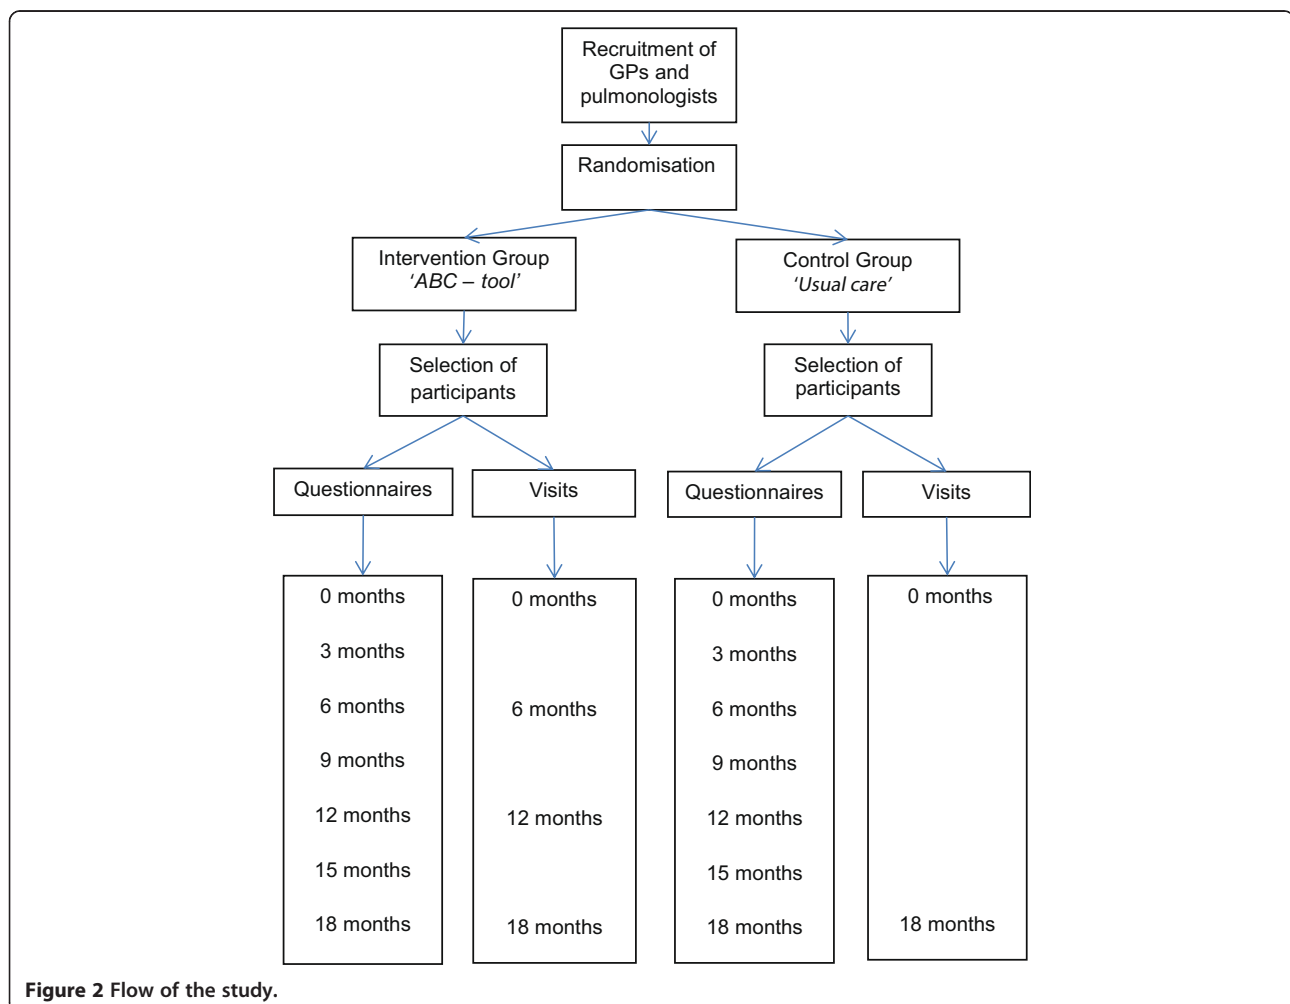 Recruitment of
GPs and
pulmonologists
Randomisation
Intervention Group
‘ABC – tool’
Control Group
‘Usual care’
Selection of
participants
Selection of
participants
Questionnaires
Visits
Questionnaires
Visits
0 months
3 months
6 months
9 months
12 months
15 months
18 months
0 months
6 months
12 months
18 months
0 months
3 months
6 months
9 months
12 months
15 months
18 months
0 months
18 months
Figure 2 Flow of the study.